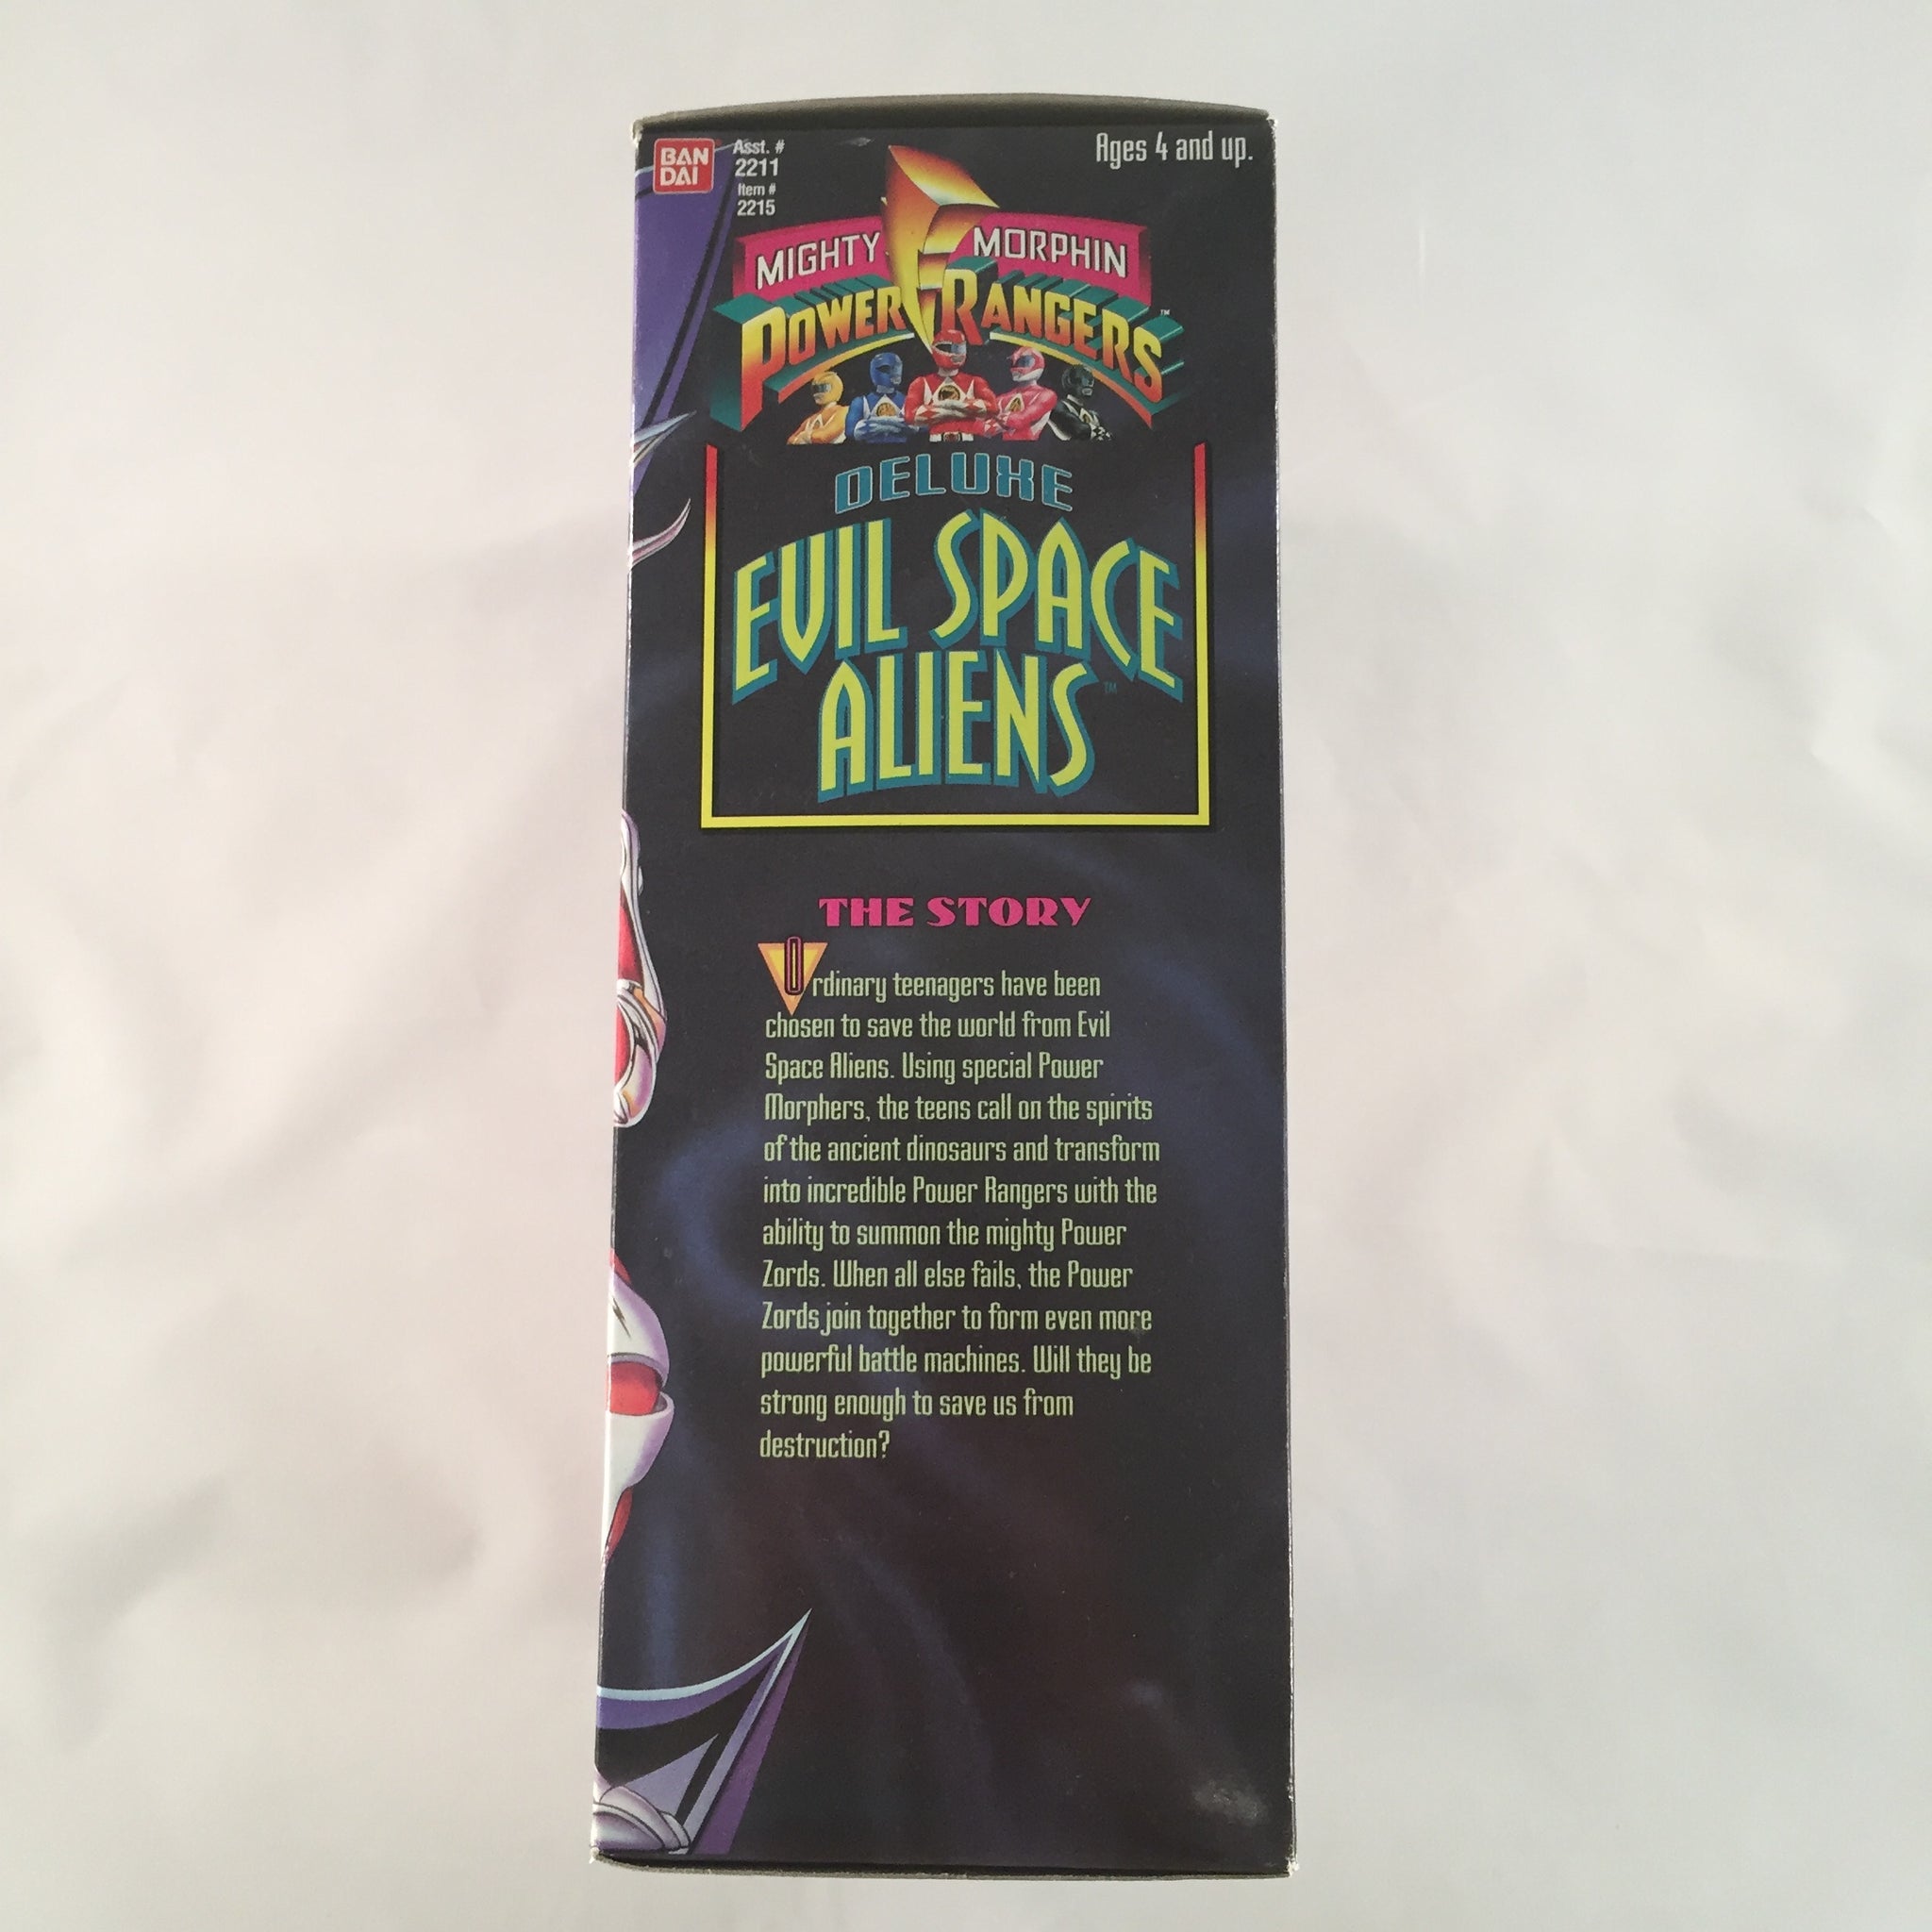 BAN
DAI
Ast. #
2211
Item #
2215
Ages 4 and up.
MIGHTY MORPHIN
POWER RANGERS™
DELUXE
EVIL SPACE
ALIENS™
THE STORY
Ordinary teenagers have been
chosen to save the world from Evil
Space Aliens. Using special Power
Morphers, the teens call on the spirits
of the ancient dinosaurs and transform
into incredible Power Rangers with the
ability to summon the mighty Power
Zords. When all else fails, the Power
Zords join together to form even more
powerful battle machines. Will they be
strong enough to save us from
destruction?